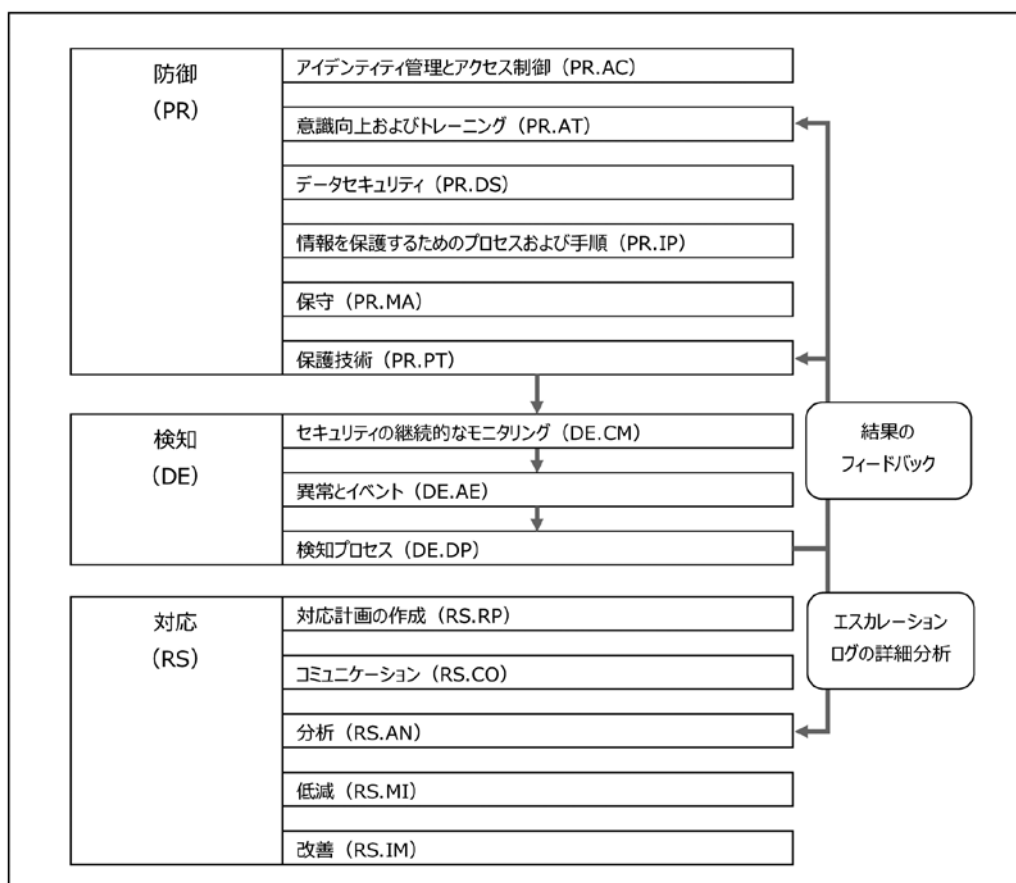 防御
(PR)
アイデンティティ管理とアクセス制御（PR.AC）
意識向上およびトレーニング（PR.AT）
データセキュリティ（PR.DS）
情報を保護するためのプロセスおよび手順（PR.IP）
保守（PR.MA）
保護技術（PR.PT）
検知
(DE)
セキュリティの継続的なモニタリング（DE.CM）
異常とイベント（DE.AE）
検知プロセス（DE.DP）
結果の
フィードバック
対応
(RS)
対応計画の作成（RS.RP）
コミュニケーション（RS.CO）
分析（RS.AN）
低減（RS.MI）
改善（RS.IM）
エスカレーション
ログの詳細分析